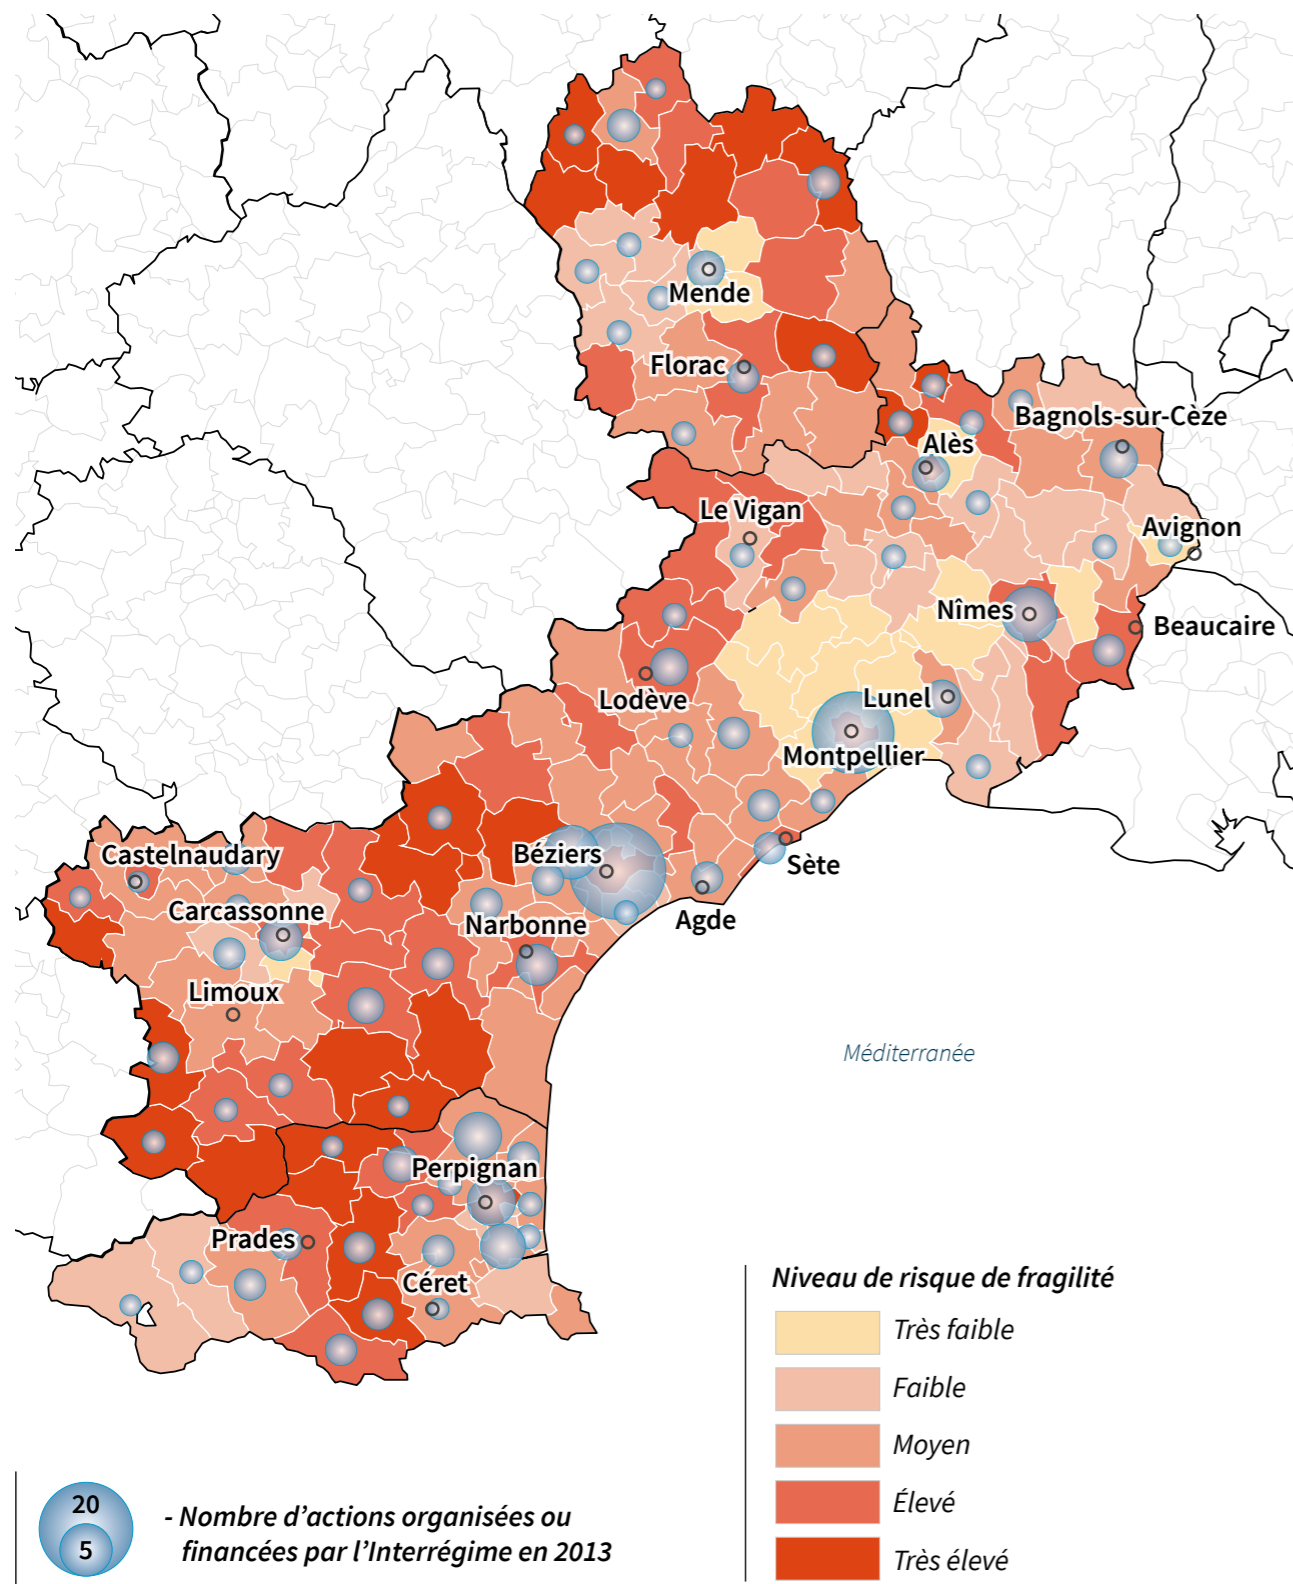 Mende
Florac
Bagnols-sur-Cèze
Alès
Le Vigan
Avignon
Nîmes
Beaucaire
Lodève
Lunel
Montpellier
Castelnaudary
Béziers
Sète
Carcassonne
Narbonne
Agde
Limoux
Méditerranée
Perpignan
Prades
Céret
Niveau de risque de fragilité
Très faible
Faible
Moyen
Élevé
Très élevé
20
5
- Nombre d’actions organisées ou
financées par l’Interrégime en 2013